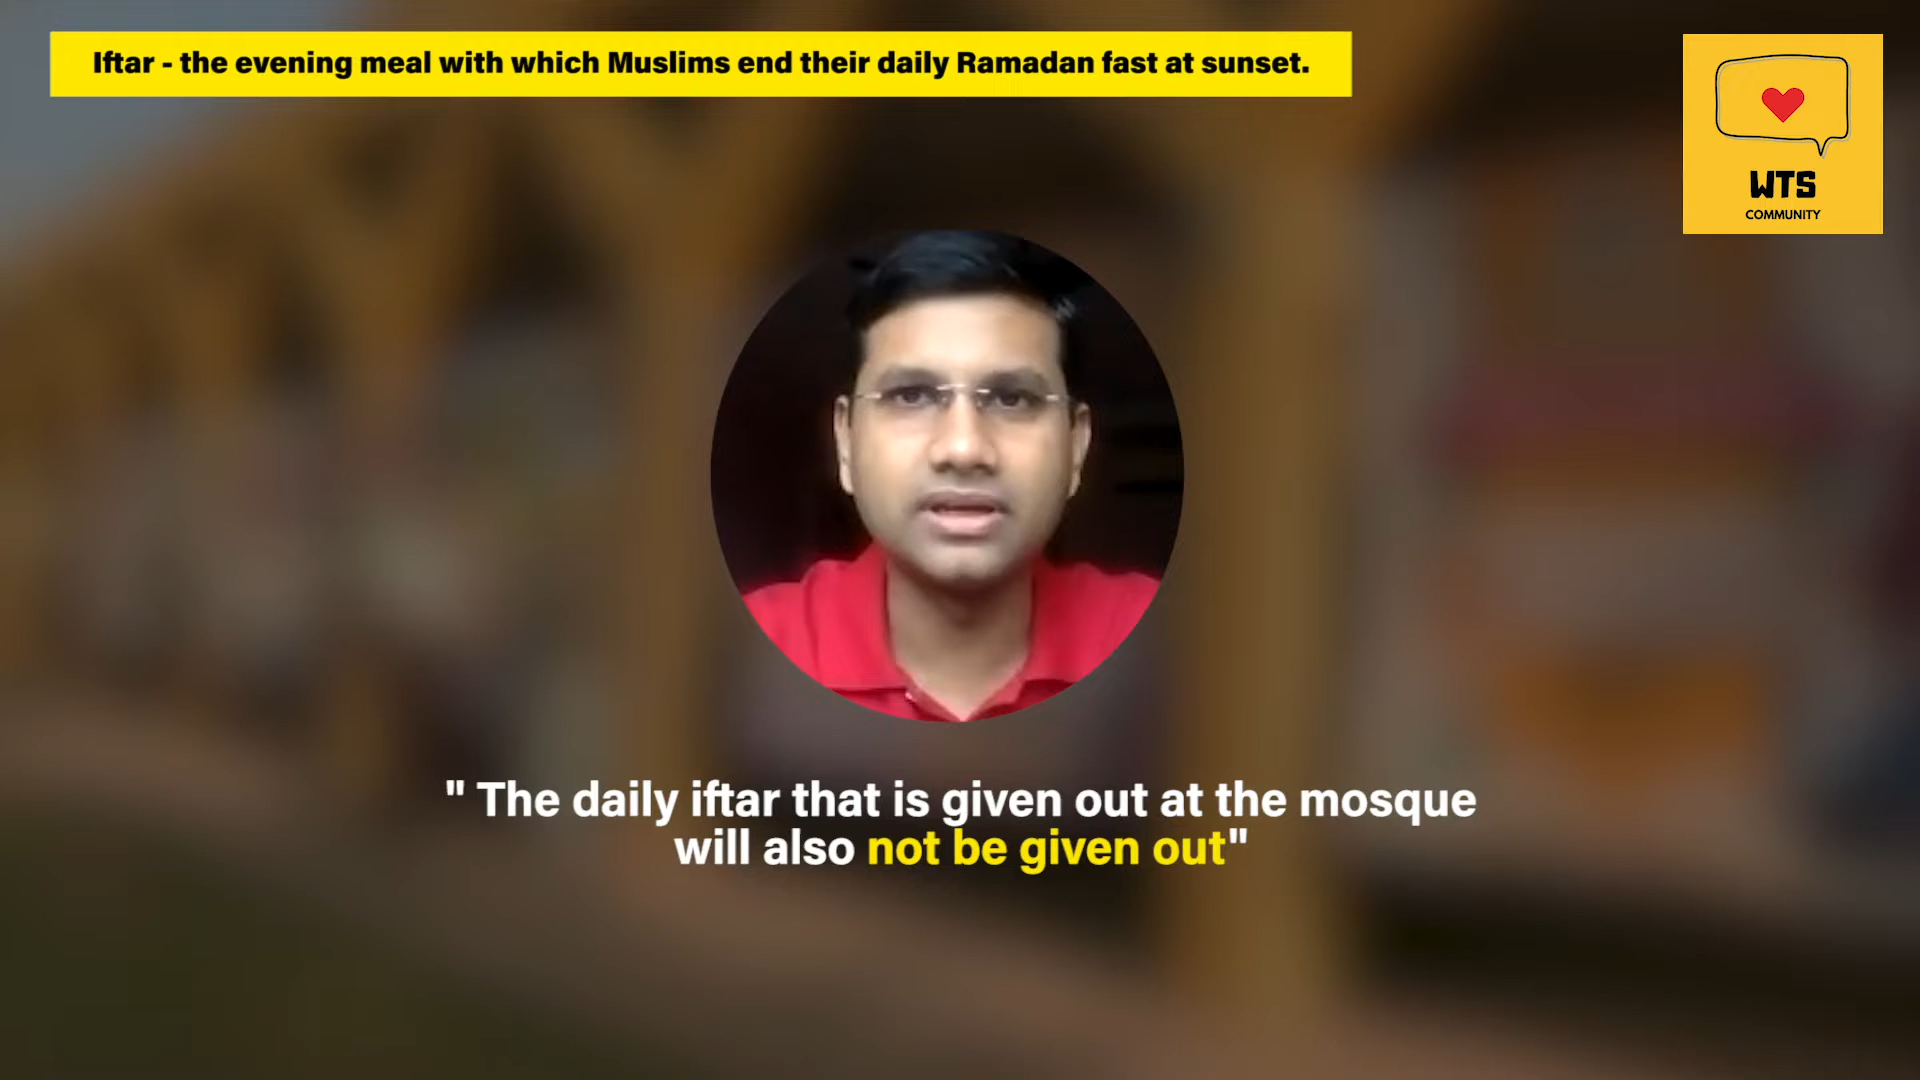 Iftar - the evening meal with which Muslims end their daily Ramadan fast at sunset.
WTS
COMMUNITY
" The daily iftar that is given out at the mosque
will also not be given out"